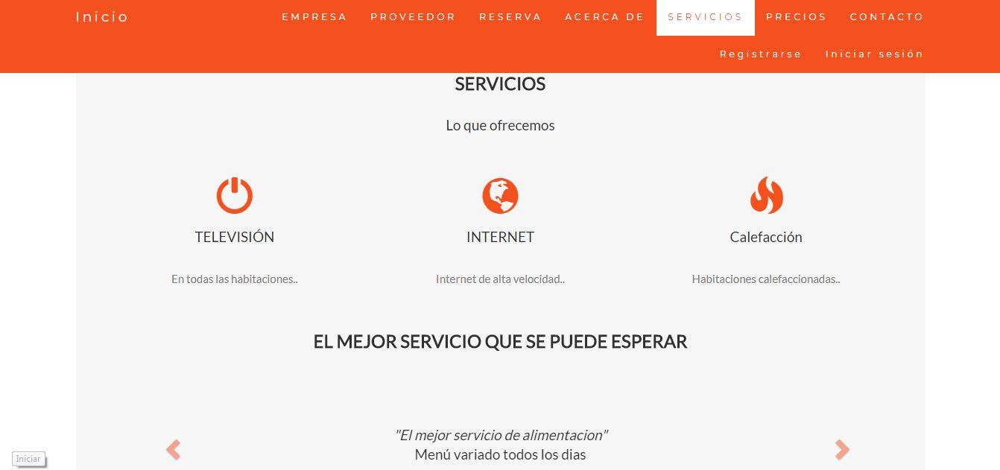 Inicio
EMPRESA PROVEEDOR RESERVA ACERCA DE SERVICIOS PRECIOS CONTACTO
Registrarse Iniciar sesión
SERVICIOS
Lo que ofrecemos
TELEVISIÓN INTERNET Calefacción
En todas las habitaciones.. Internet de alta velocidad.. Habitaciones calefaccionadas..
EL MEJOR SERVICIO QUE SE PUEDE ESPERAR
"El mejor servicio de alimentacion"
Menú variado todos los dias
Iniciar